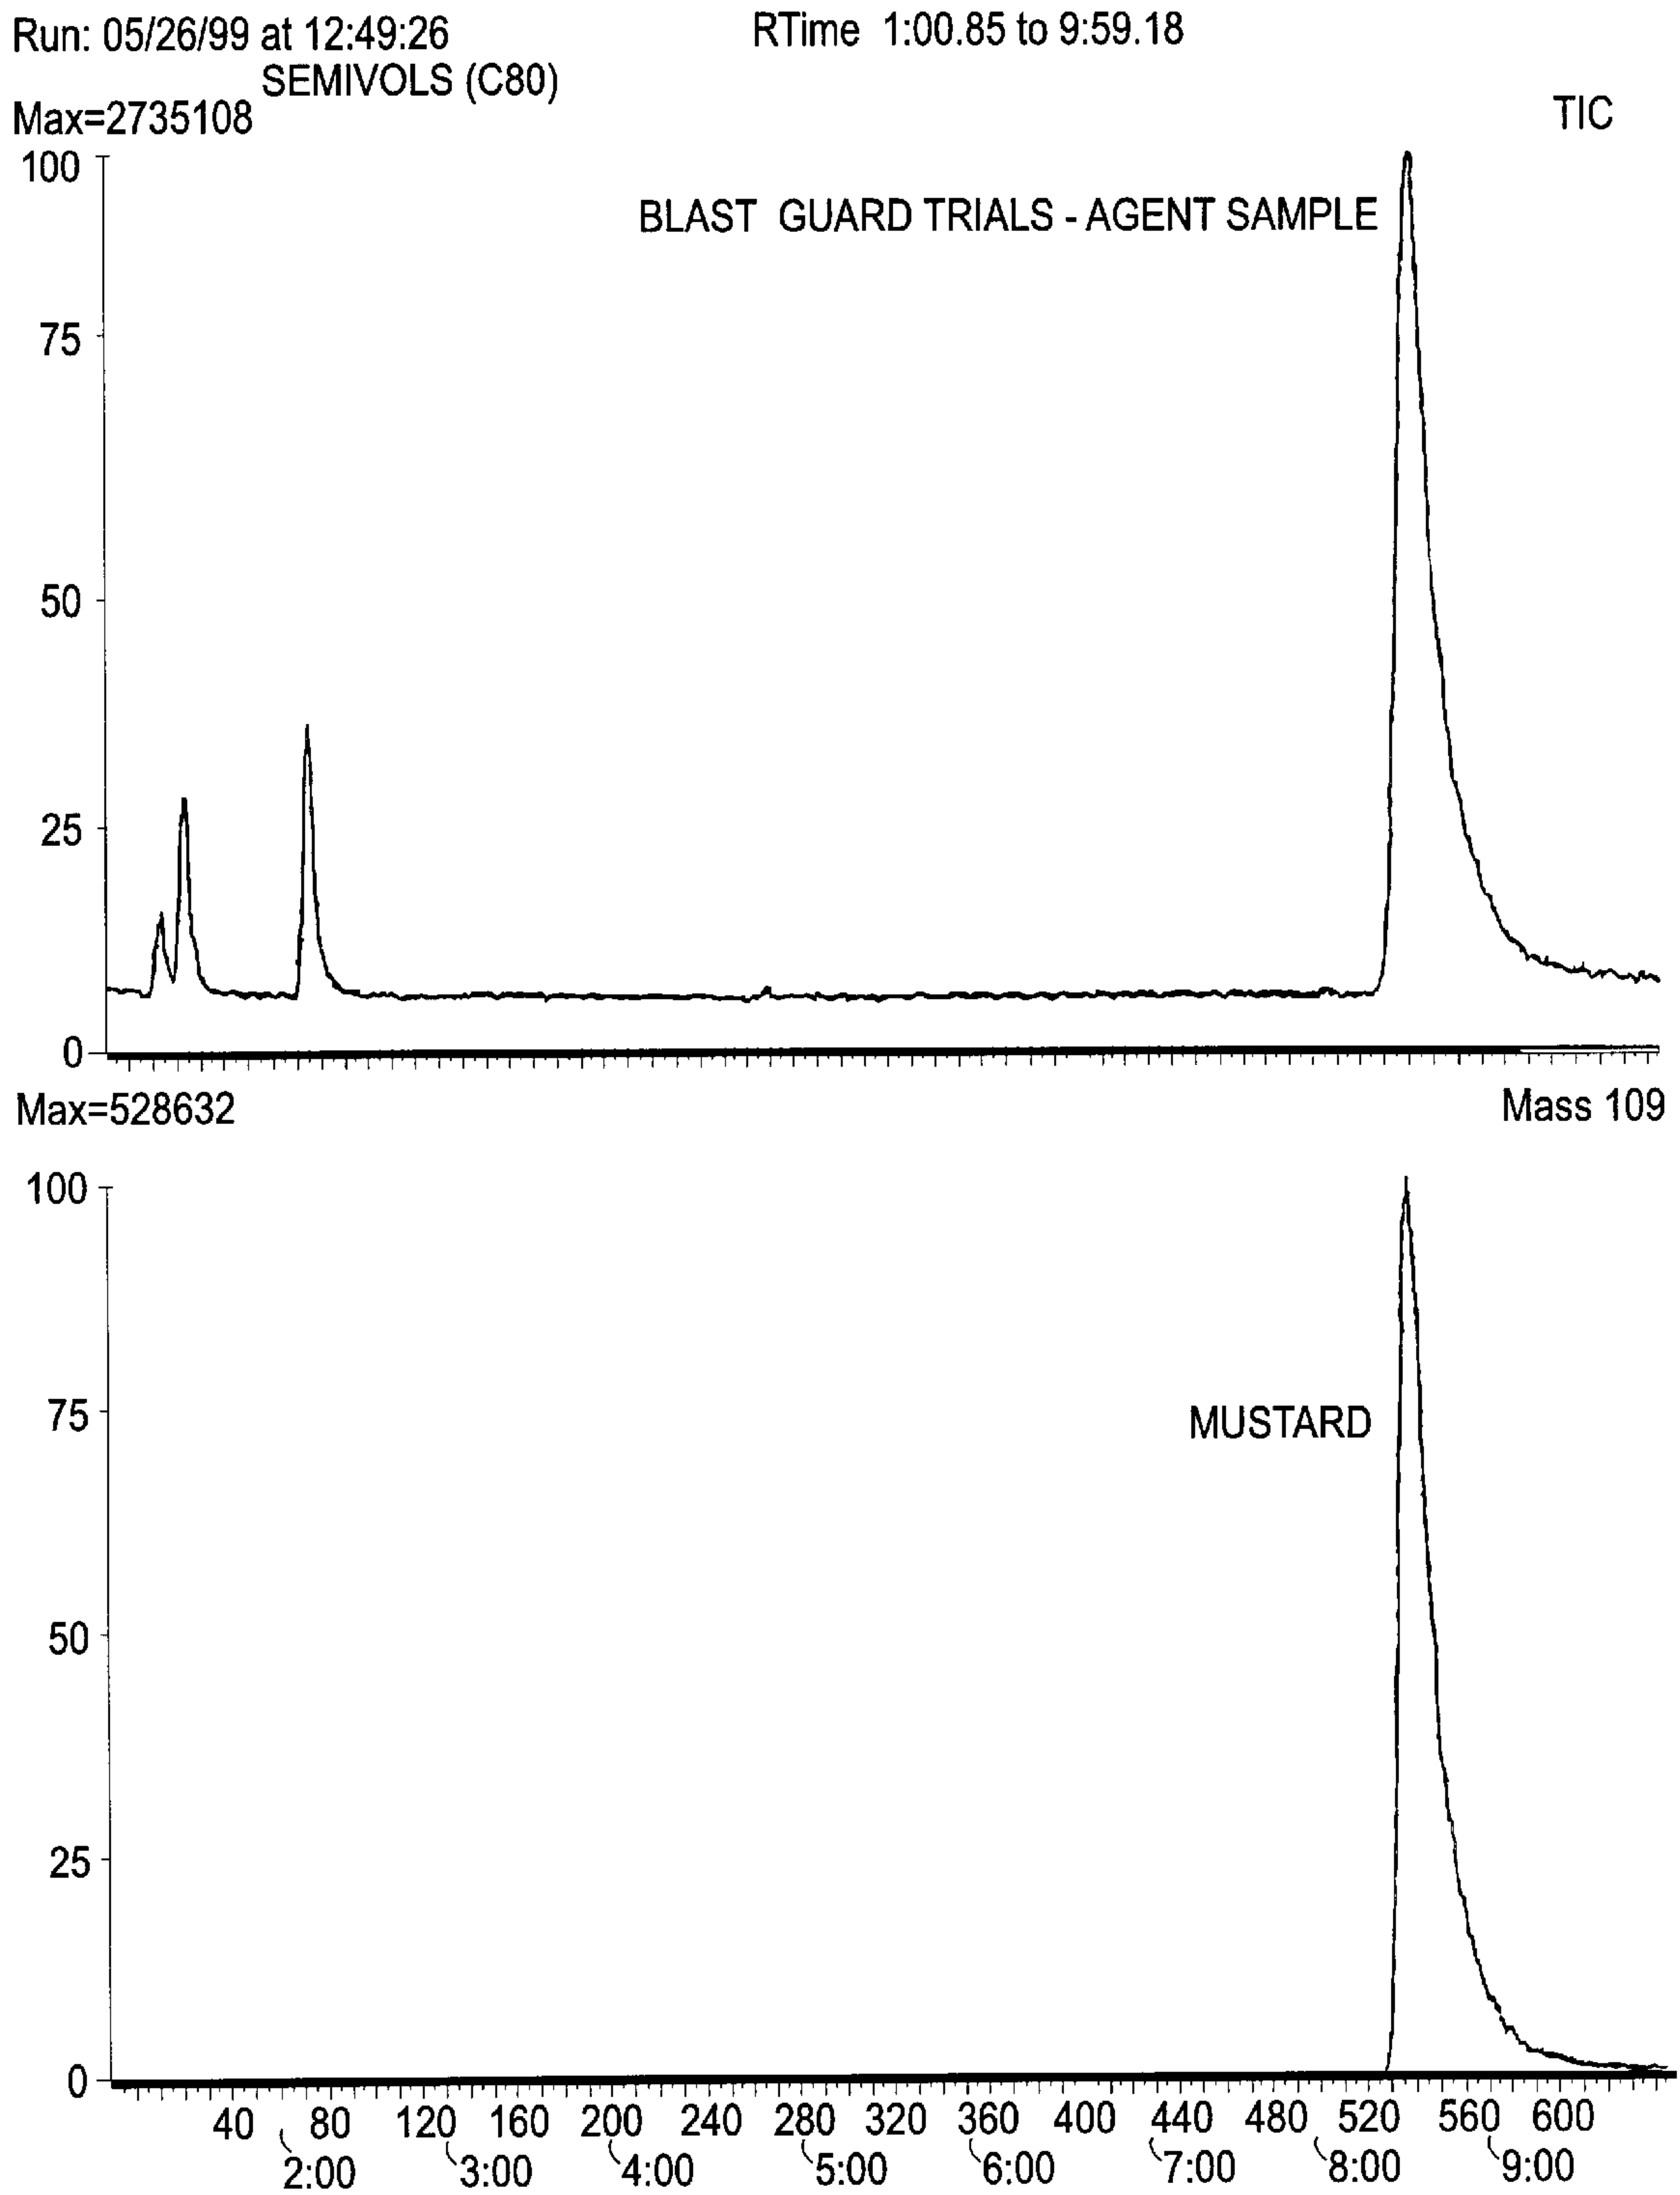 Run: 05/26/99 at 12:49:26 RTime 1:00.85 to 9:59.18
SEMIVOLS (C80)
Max=2735108 TIC
100
BLAST GUARD TRIALS - AGENT SAMPLE
75
50
25
0
Max=528632 Mass 109
100
75
MUSTARD
50
25
0
40 80 120 160 200 240 280 320 360 400 440 480 520 560 600
2:00 3:00 4:00 5:00 6:00 7:00 8:00 9:00